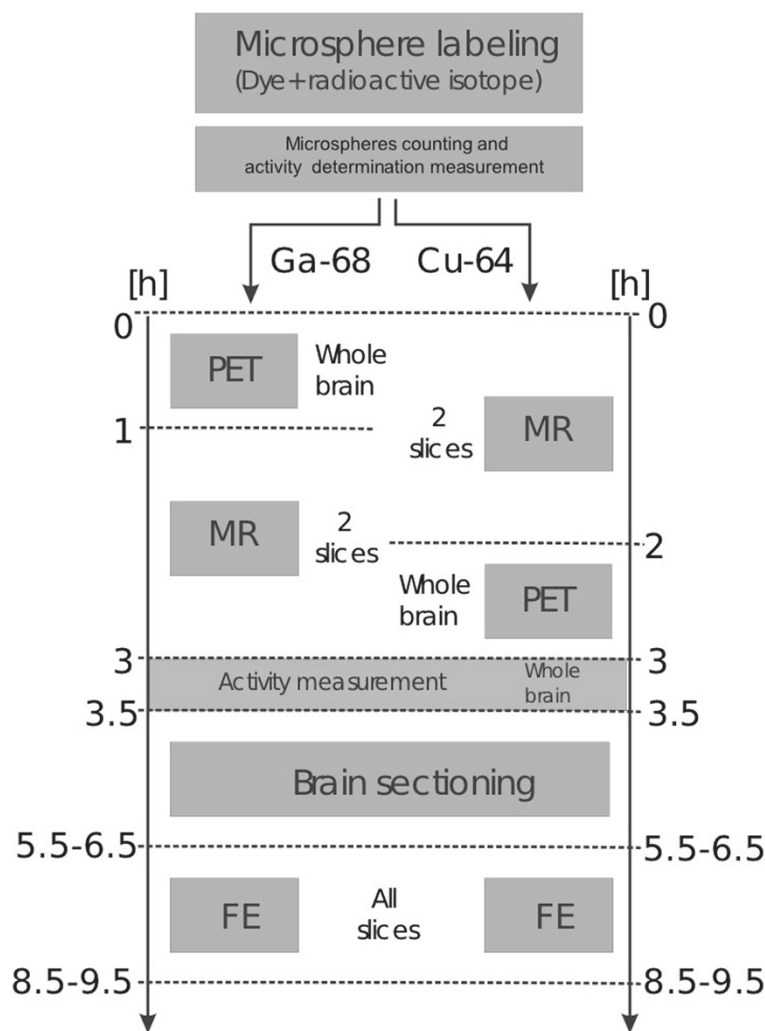 Microsphere labeling
(Dye+radioactive isotope)
Microspheres counting and
activity determination measurement
Ga-68
Cu-64
[h]
[h]
0
0
PET
Whole
brain
1
2
slices
MR
MR
2
slices
2
Whole
brain
PET
3
3
Activity measurement
Whole
brain
3.5
3.5
Brain sectioning
5.5-6.5
5.5-6.5
FE
All
slices
FE
8.5-9.5
8.5-9.5